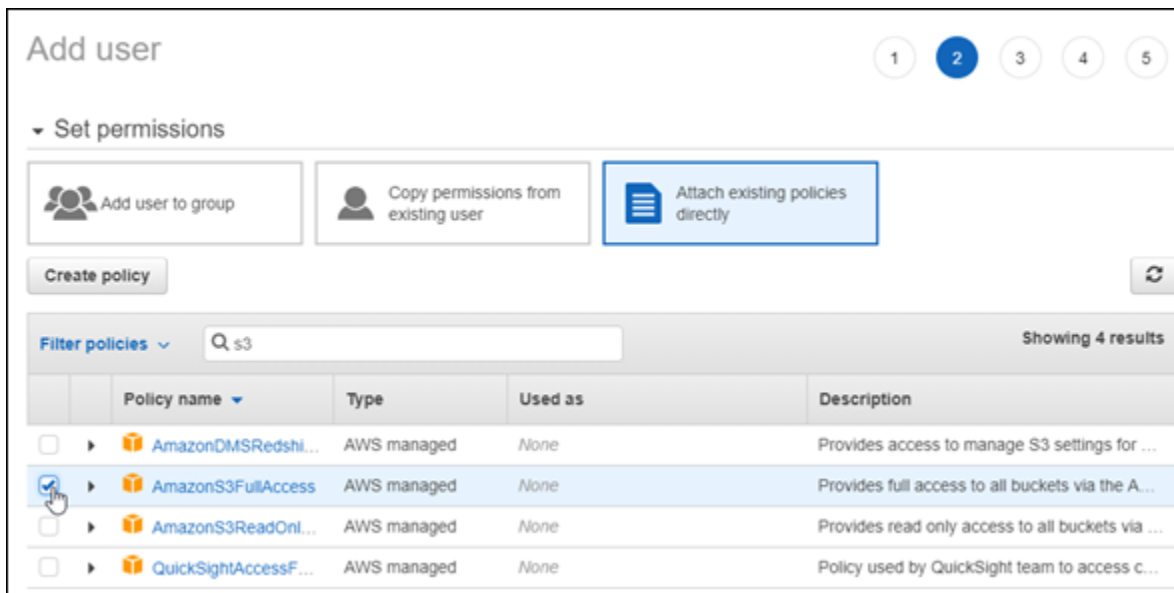 Add user
1 2 3 4 5
Set permissions
Add user to group
Copy permissions from
existing user
Attach existing policies
directly
Create policy
Filter policies
s3
Showing 4 results
Policy name Type Used as Description
AmazonDMSRedshi... AWS managed None Provides access to manage S3 settings for ...
AmazonS3FullAccess AWS managed None Provides full access to all buckets via the A...
AmazonS3ReadOnl... AWS managed None Provides read only access to all buckets via ...
QuickSightAccessF... AWS managed None Policy used by QuickSight team to access c...